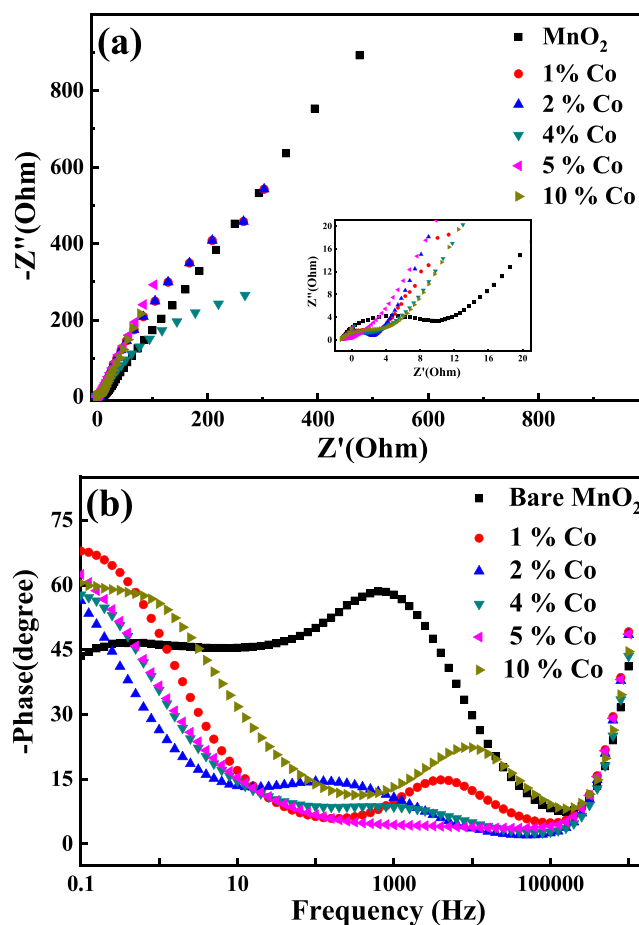 (a)
MnO2
1% Co
2 % Co
4% Co
5 % Co
10 % Co
800
600
400
200
0
-Z''(Ohm)
0 200 400 600 800
Z'(Ohm)
20
16
12
8
4
0
Z''(Ohm)
0 4 8 12 16 20
Z'(Ohm)
(b)
Bare MnO2
1 % Co
2 % Co
4 % Co
5 % Co
10 % Co
75
60
45
30
15
0
-Phase(degree)
0.1 10 1000 100000
Frequency (Hz)